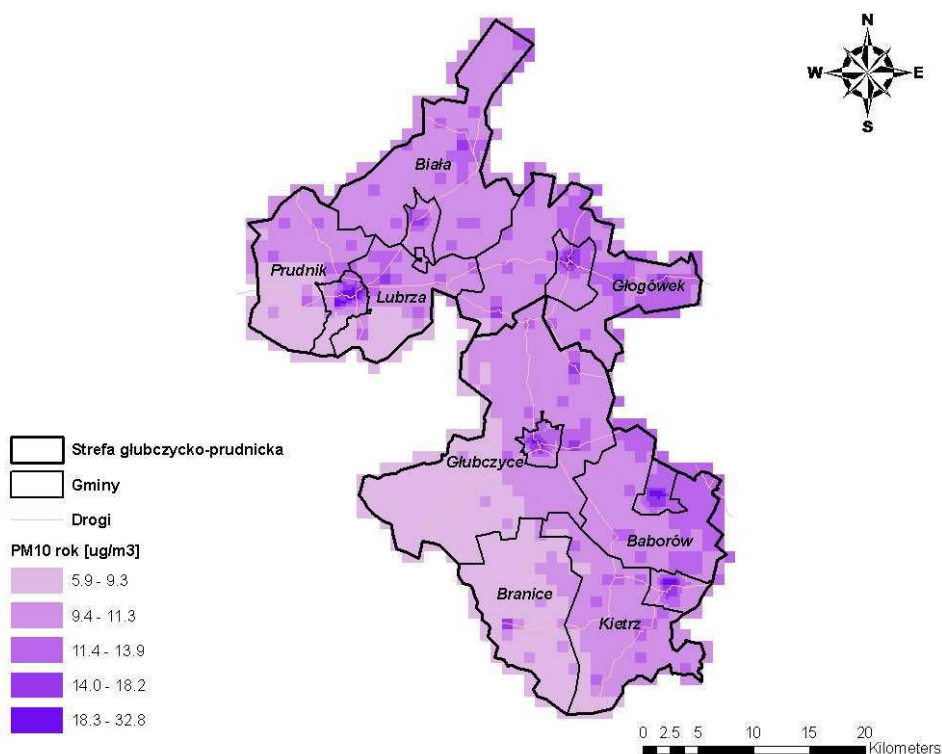 N
W E
S
Biała
Prudnik
Lubrza
Głogówek
Głubczyce
Baborów
Branice
Kietrz
Strefa głubczycko-prudnicka
Gminy
Drogi
PM10 rok [ug/m3]
5.9 - 9.3
9.4 - 11.3
11.4 - 13.9
14.0 - 18.2
18.3 - 32.8
0 2.5 5 10 15 20
Kilometers